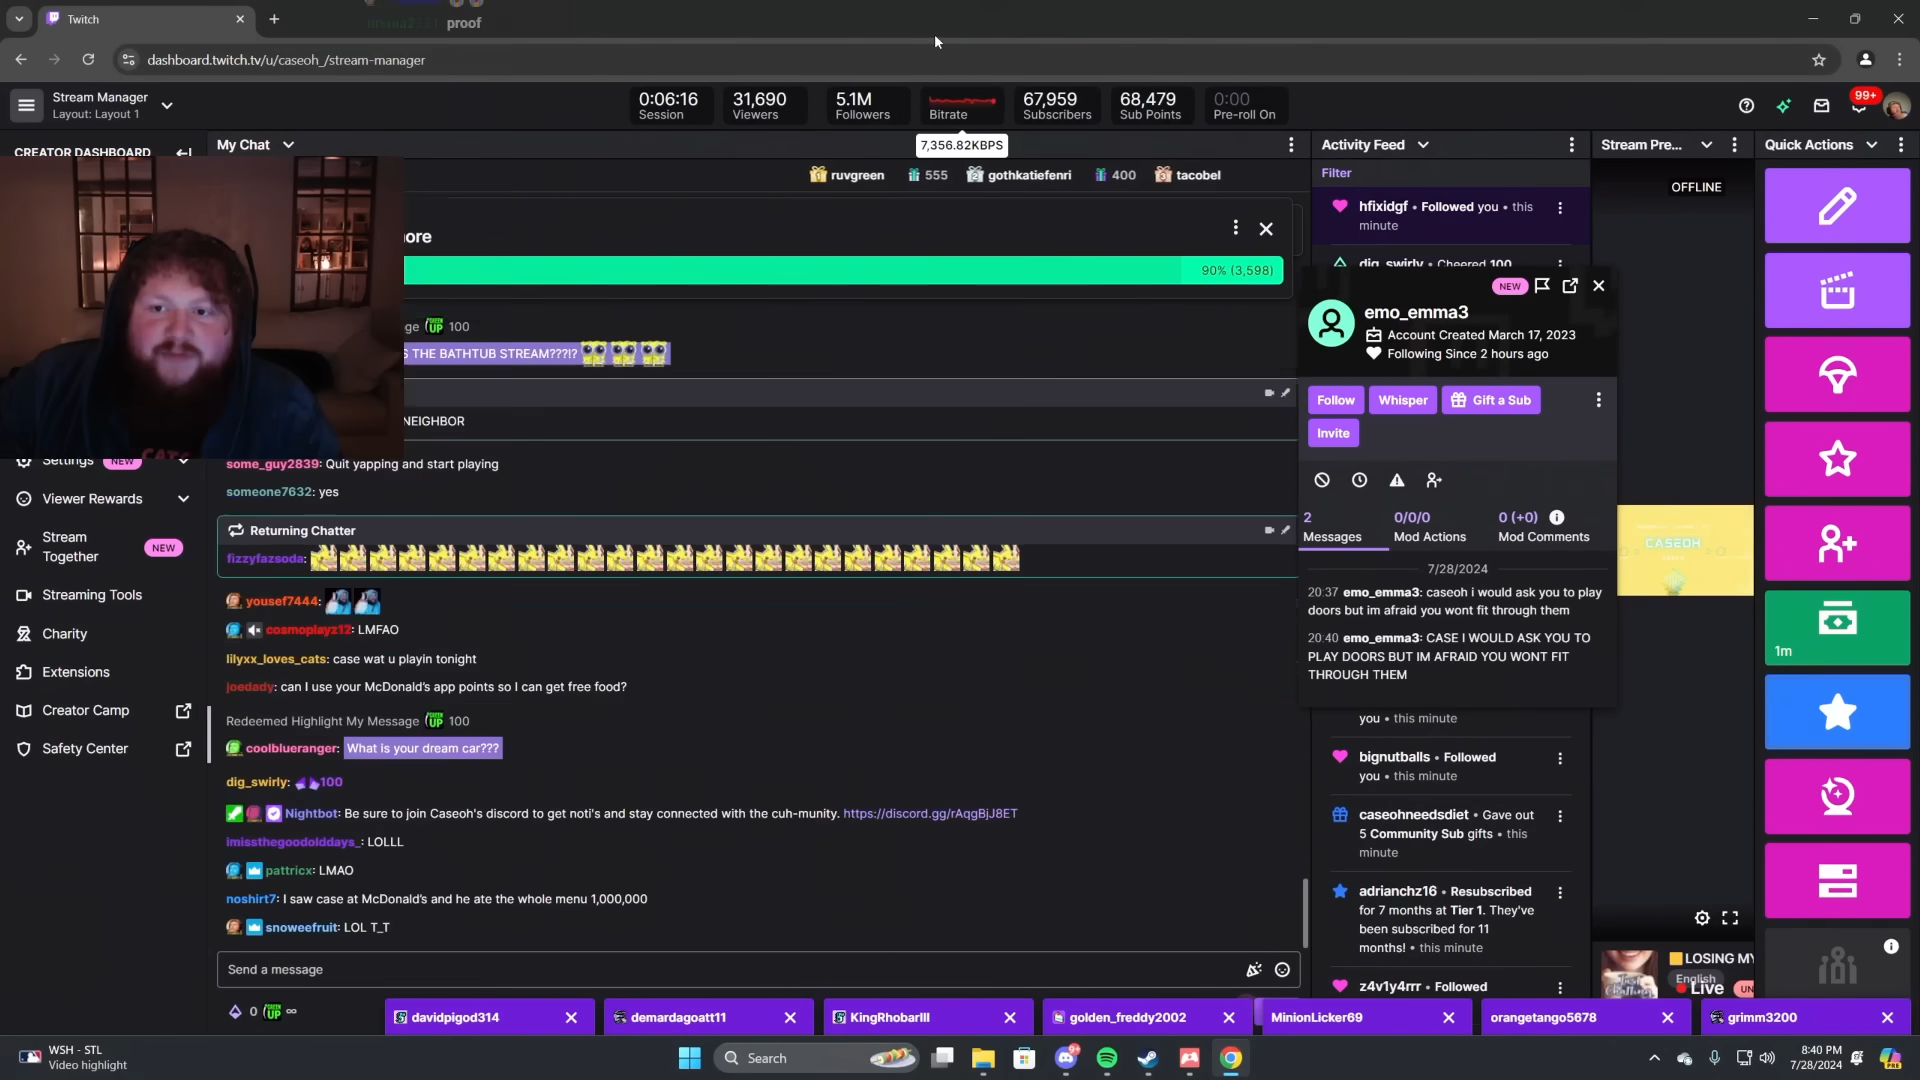 Twitch
proof
dashboard.twitch.tv/u/caseoh_/stream-manager
Stream Manager
Layout: Layout 1
0:06:16
Session
31,690
Viewers
5.1M
Followers
Bitrate
67,959
Subscribers
68,479
Sub Points
0:00
Pre-roll On
99+
7,356.82KBPS
CREATOR DASHBOARD
My Chat
ruvgreen
555
gothkatiefenri
400
tacobel
ore
90% (3,598)
ge 100
S THE BATHTUB STREAM???!?
NEIGHBOR
some_guy2839: Quit yapping and start playing
someone7632: yes
Returning Chatter
fizzyfazsoda:
yousef7444:
cosmoplayz12: LMFAO
lilyxx_loves_cats: case wat u playin tonight
joedady: can I use your McDonald's app points so I can get free food?
Redeemed Highlight My Message 100
coolblueranger: What is your dream car???
dig_swirly: 100
Nightbot: Be sure to join Caseoh's discord to get noti's and stay connected with the cuh-munity. https://discord.gg/rAqgBjJ8ET
imissthegoodolddays_: LOLLL
pattricx: LMAO
noshirt7: I saw case at McDonald's and he ate the whole menu 1,000,000
snoweefruit: LOL T_T
Send a message
0
Settings NEW
Viewer Rewards
Stream
Together
NEW
Streaming Tools
Charity
Extensions
Creator Camp
Safety Center
Activity Feed
Filter
hfixidgf • Followed you • this
minute
dig_swirly • Cheered 100
NEW
emo_emma3
Account Created March 17, 2023
Following Since 2 hours ago
Follow
Whisper
Gift a Sub
Invite
2
Messages
0/0/0
Mod Actions
0 (+0)
Mod Comments
7/28/2024
20:37 emo_emma3: caseoh i would ask you to play
doors but im afraid you wont fit through them
20:40 emo_emma3: CASE I WOULD ASK YOU TO
PLAY DOORS BUT IM AFRAID YOU WONT FIT
THROUGH THEM
you • this minute
bignutballs • Followed
you • this minute
caseohneedsdiet • Gave out
5 Community Sub gifts • this
minute
adrianchz16 • Resubscribed
for 7 months at Tier 1. They've
been subscribed for 11
months! • this minute
z4v1y4rrr • Followed
Stream Pre...
OFFLINE
CASEOH
LOSING MY
English
Live
UN
Just
Chatting
Quick Actions
1m
davidpigod314
demardagoatt11
KingRhobarIII
golden_freddy2002
MinionLicker69
orangetango5678
grimm3200
WSH - STL
Video highlight
Search
8:40 PM
7/28/2024